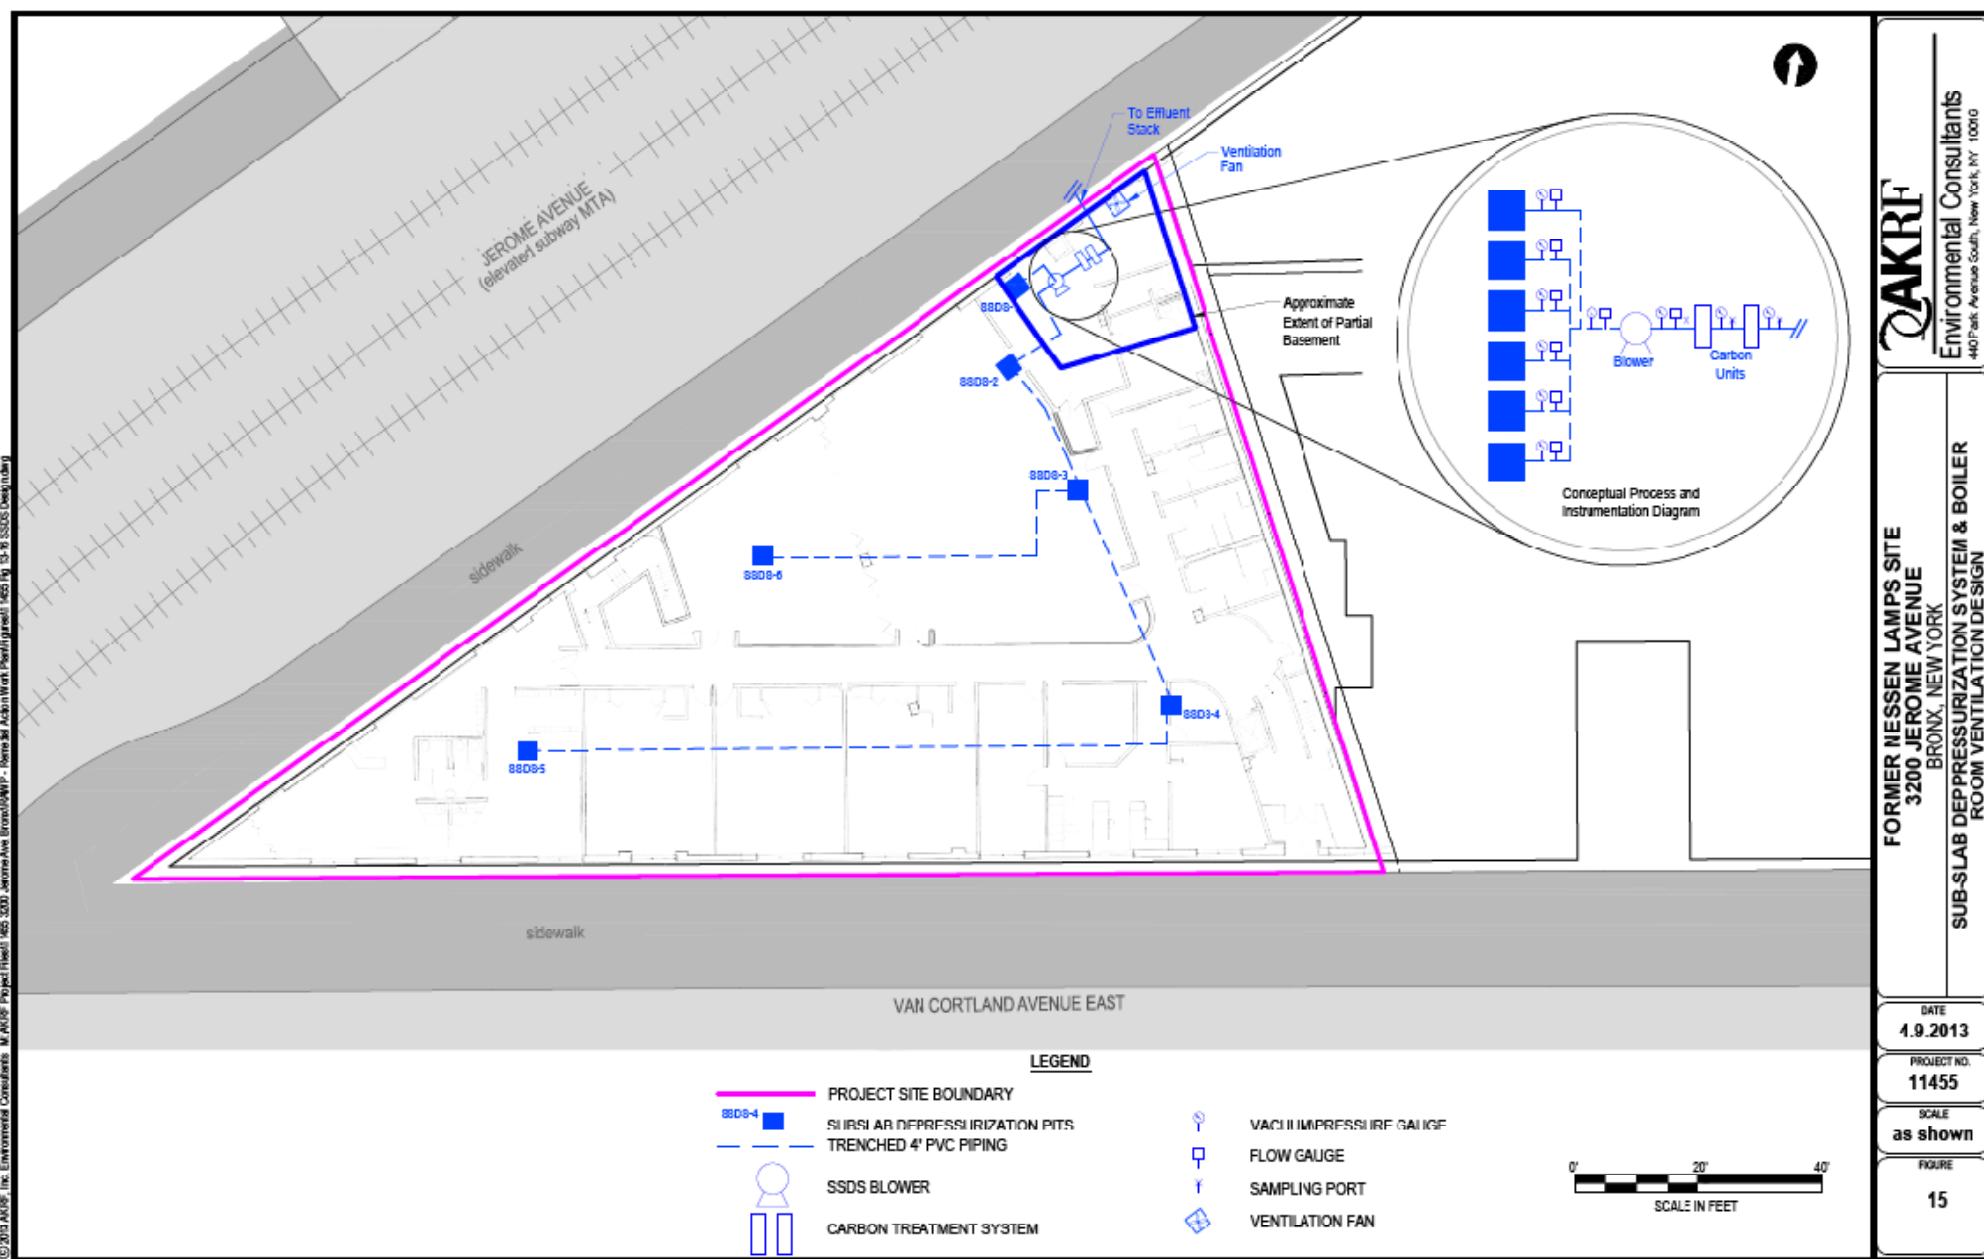 To Effluent
Stack
Ventilation
Fan
JEROME AVENUE
(elevated subway MTA)
SSDS-
Approximate
Extent of Partial
Basement
SSDS-2
SSDS-3
SSDS-6
SSDS-4
SSDS-5
sidewalk
Blower
Carbon
Units
Conceptual Process and
Instrumentation Diagram
sidewalk
VAN CORTLAND AVENUE EAST
LEGEND
PROJECT SITE BOUNDARY
SSDS-4
SUBSLAB DEPRESSURIZATION PITS
TRENCHED 4' PVC PIPING
SSDS BLOWER
CARBON TREATMENT SYSTEM
VACUUM/PRESSURE GAUGE
FLOW GAUGE
SAMPLING PORT
VENTILATION FAN
0' 20' 40'
SCALE IN FEET
AKRF
Environmental Consultants
440 Park Avenue South, New York, NY 10016
FORMER NESSEN LAMPS SITE
3200 JEROME AVENUE
BRONX, NEW YORK
SUB-SLAB DEPPRESSURIZATION SYSTEM & BOILER
ROOM VENTILATION DESIGN
DATE
4.9.2013
PROJECT NO.
11455
SCALE
as shown
FIGURE
15